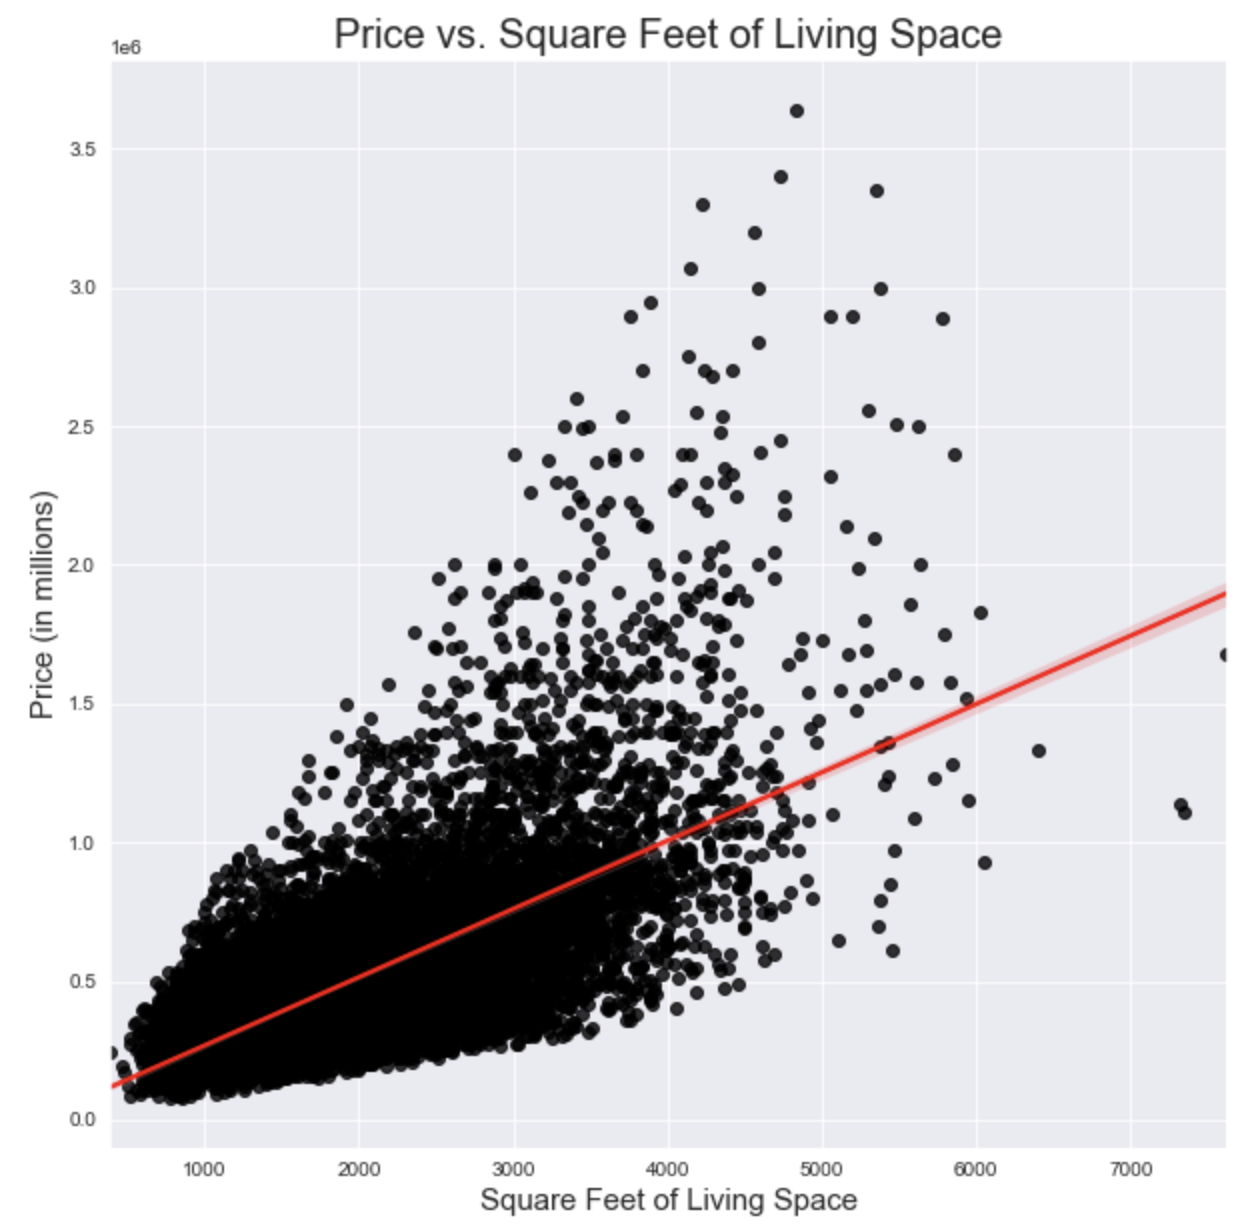 Price vs. Square Feet of Living Space
1e6
3.5
3.0
2.5
2.0
1.5
1.0
0.5
0.0
Price (in millions)
1000 2000 3000 4000 5000 6000 7000
Square Feet of Living Space